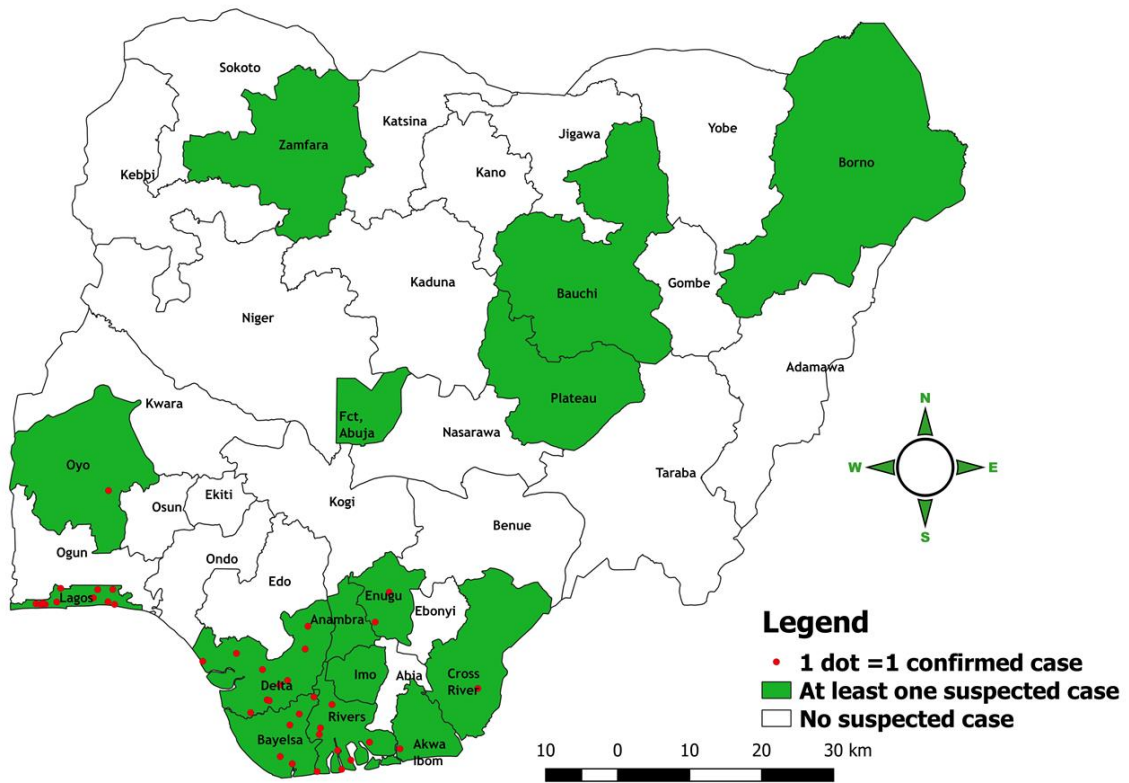 Sokoto
Katsina
Zamfara
Jigawa
Yobe
Borno
Kebbi
Kano
Kaduna
Gombe
Bauchi
Niger
Adamawa
Kwara
Fct,
Abuja
Plateau
Nasarawa
Oyo
Taraba
Osun
Ekiti
Kogi
Benue
Ogun
Ondo
Edo
Lagos
Enugu
Ebonyi
Anambra
Imo
Abia
Cross
River
Delta
Rivers
Bayelsa
Akwa
Ibom
N
W
E
S
Legend
1 dot =1 confirmed case
At least one suspected case
No suspected case
10 0 10 20 30 km